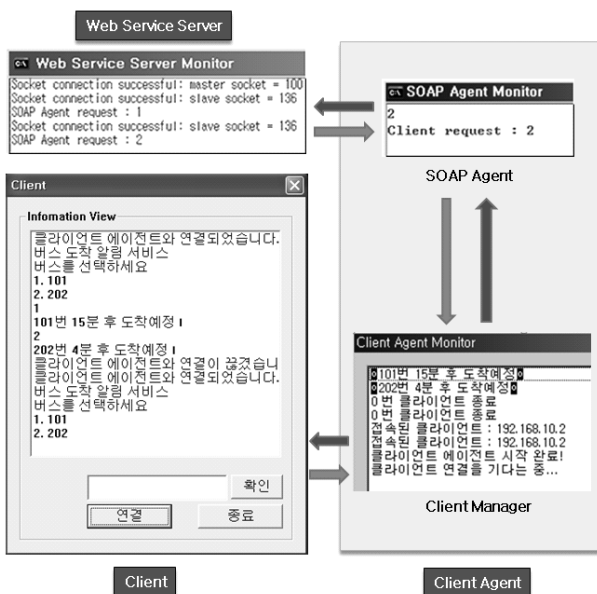 Web Service Server
Web Service Server Monitor
Socket connection successful: master socket = 100
Socket connection successful: slave socket = 136
SOAP Agent request : 1
Socket connection successful: slave socket = 136
SOAP Agent request : 2
SOAP Agent Monitor
2
Client request : 2
SOAP Agent
Client
Infomation View
클라이언트 에이전트와 연결되었습니다.
버스 도착 알림 서비스
버스를 선택하세요
1. 101
2. 202
1
101번 15분 후 도착예정
2
202번 4분 후 도착예정
클라이언트 에이전트와 연결이 끊겼습니
클라이언트 에이전트와 연결되었습니다.
버스 도착 알림 서비스
버스를 선택하세요
1. 101
2. 202
확인
연결
종료
Client
Client Agent Monitor
101번 15분 후 도착예정
202번 4분 후 도착예정
0번 클라이언트 종료
0번 클라이언트 종료
접속된 클라이언트 : 192.168.10.2
접속된 클라이언트 : 192.168.10.2
클라이언트 에이전트 시작 완료!
클라이언트 연결을 기다는 중...
Client Manager
Client Agent